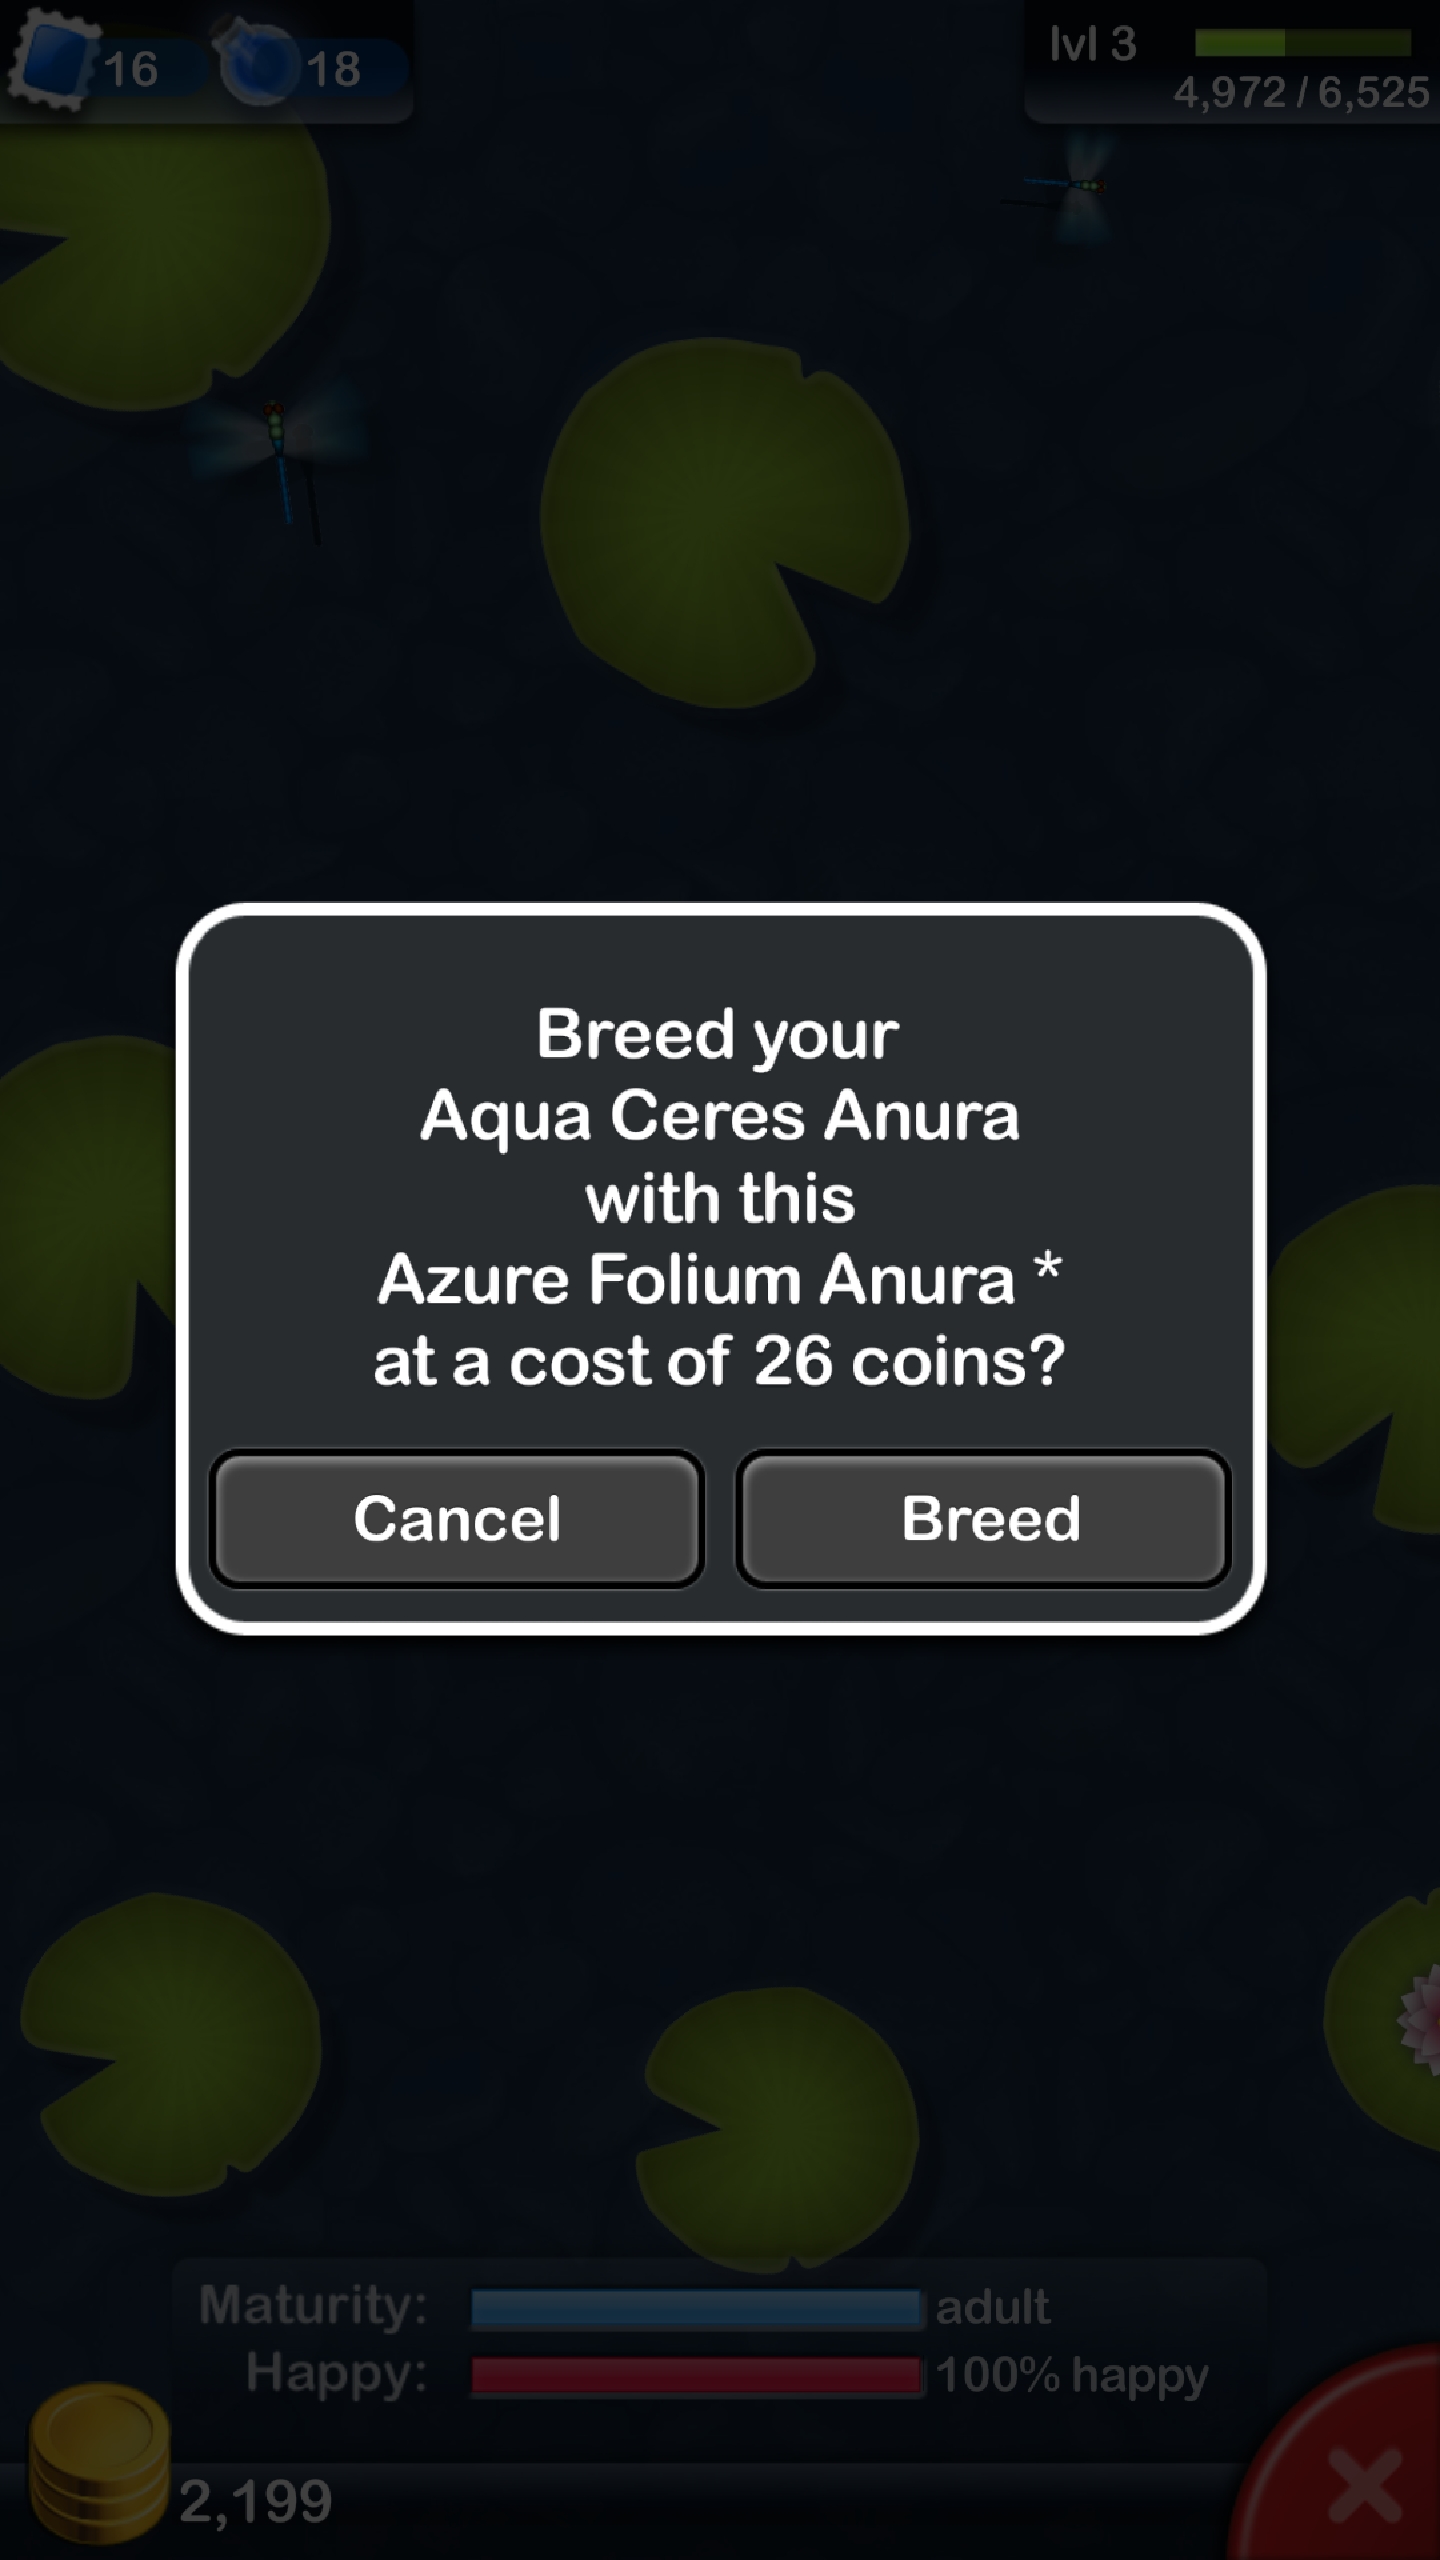 16 18
lvl 3
4,972 / 6,525
Breed your
Aqua Ceres Anura
with this
Azure Folium Anura *
at a cost of 26 coins?
Cancel Breed
Maturity: adult
Happy: 100% happy
2,199